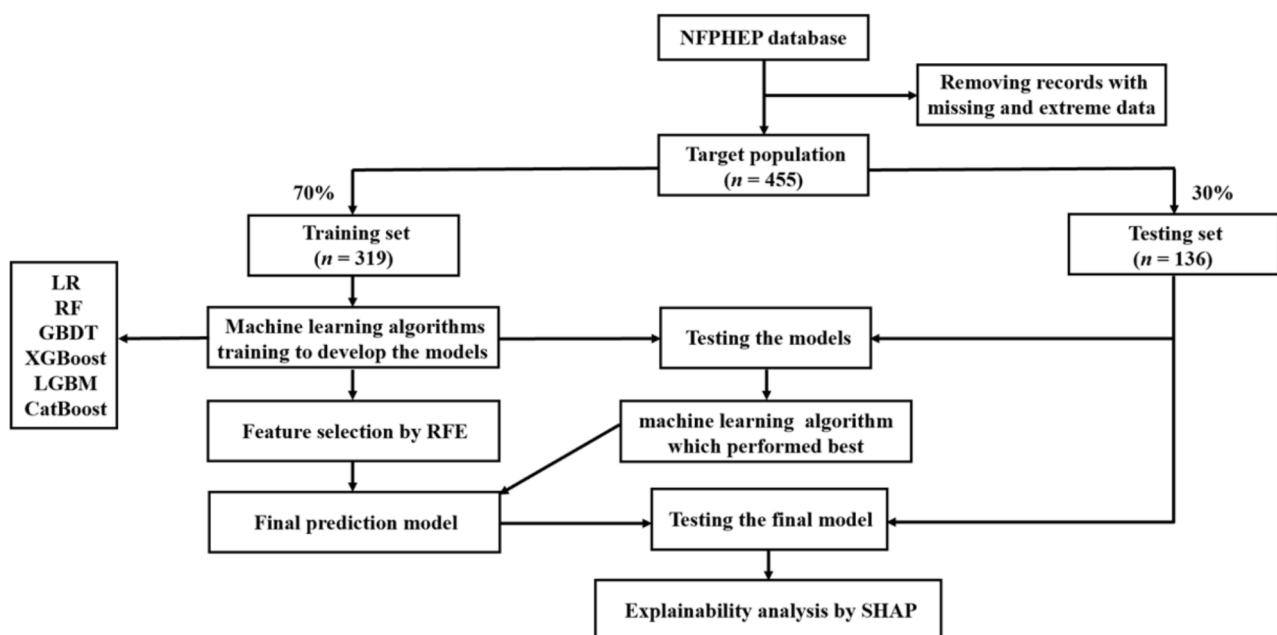 NFPHEP database
Removing records with
missing and extreme data
Target population
(n = 455)
70%
30%
Training set
(n = 319)
Testing set
(n = 136)
LR
RF
GBDT
XGBoost
LGBM
CatBoost
Machine learning algorithms
training to develop the models
Testing the models
Feature selection by RFE
machine learning algorithm
which performed best
Final prediction model
Testing the final model
Explainability analysis by SHAP